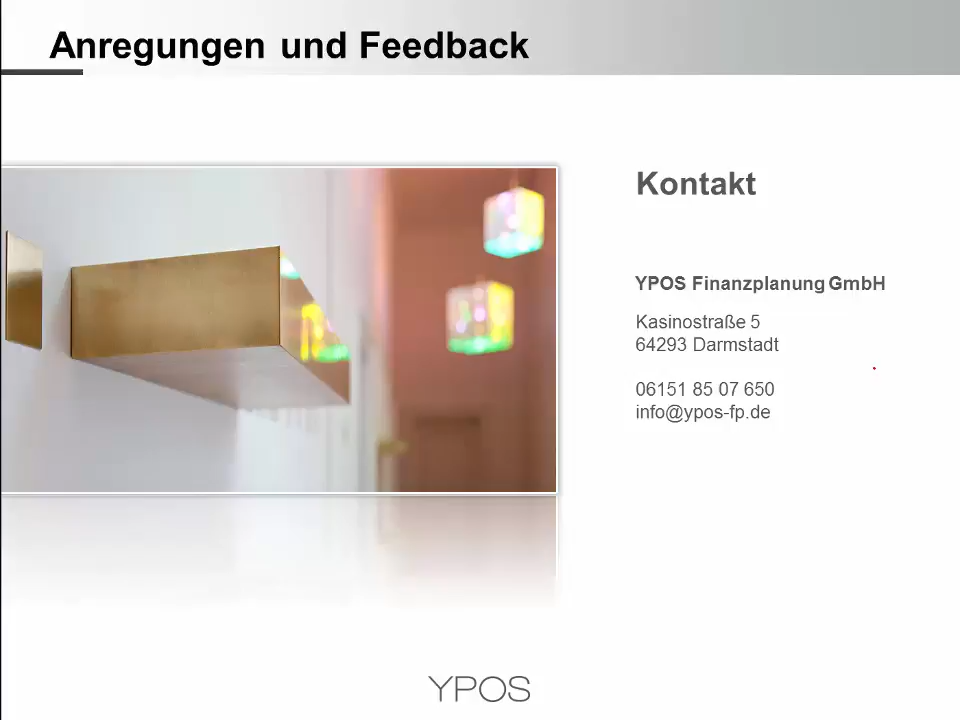 Anregungen und Feedback
Kontakt
YPOS Finanzplanung GmbH
Kasinostraße 5
64293 Darmstadt
06151 85 07 650
info@ypos-fp.de
YPOS